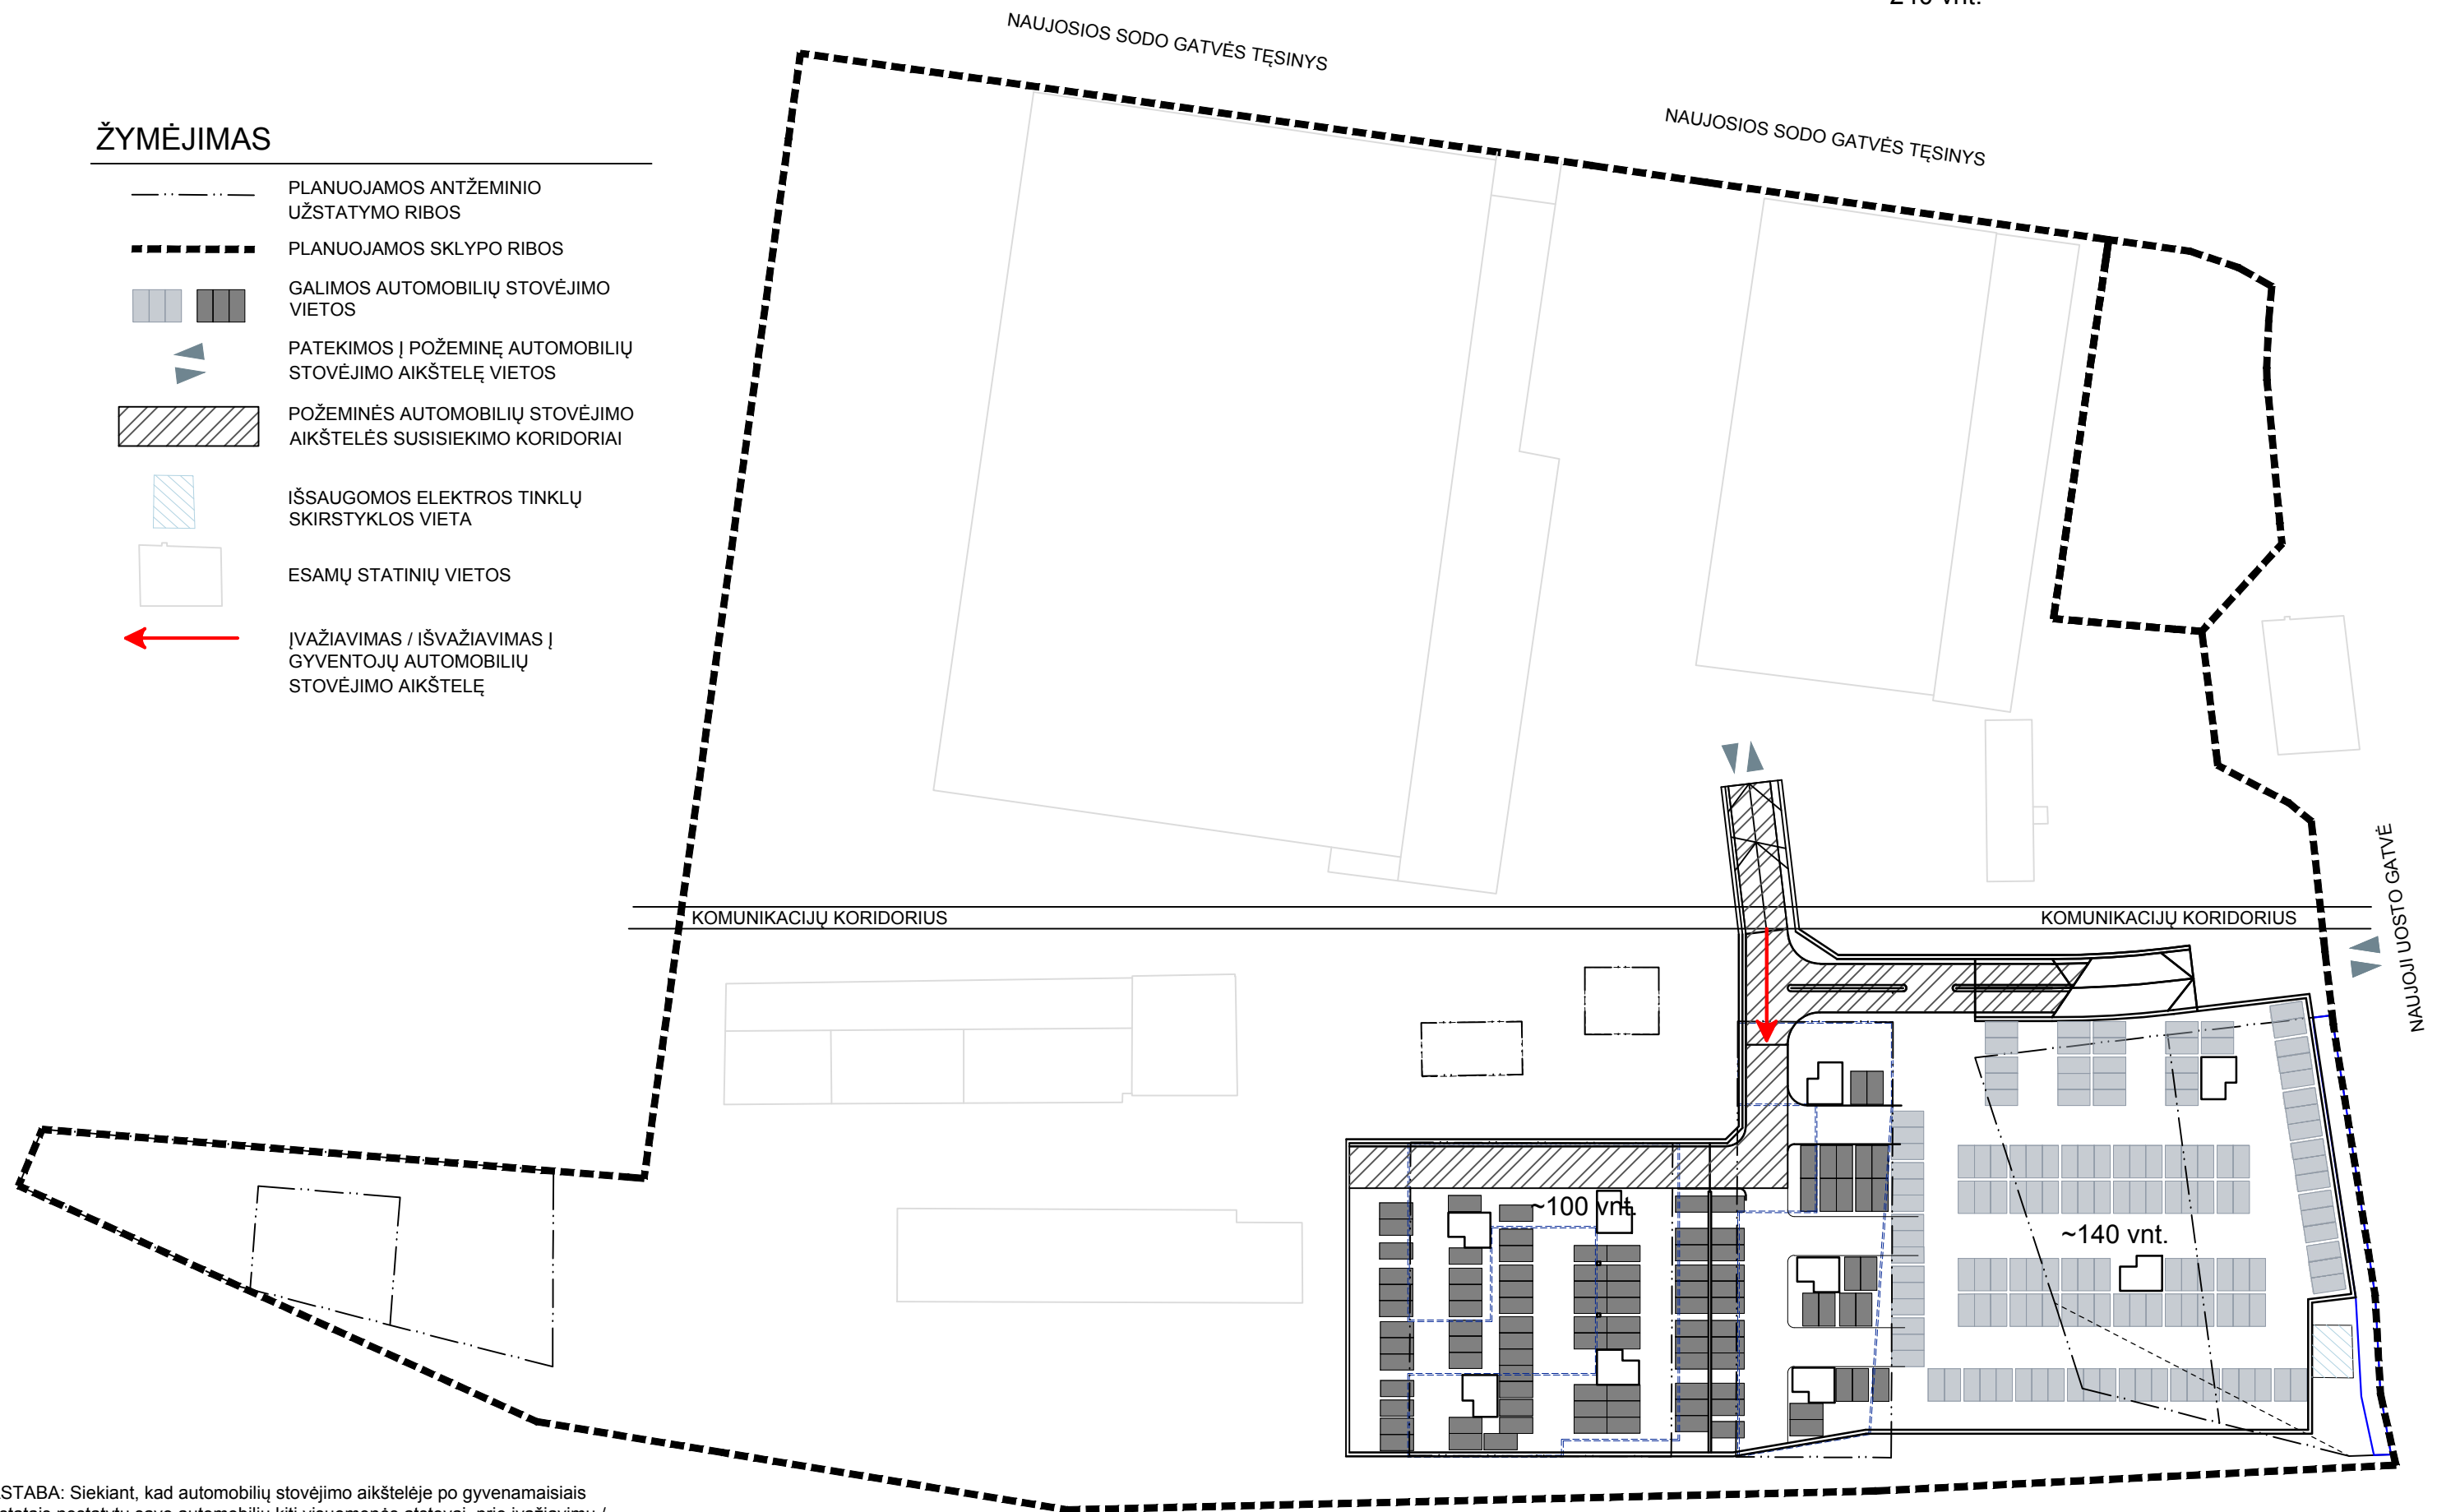 240 vnt.
NAUJOSIOS SODO GATVĖS TĘSINYS
NAUJOSIOS SODO GATVĖS TĘSINYS
ŽYMĖJIMAS
PLANUOJAMOS ANTŽEMINIO
UŽSTATYMO RIBOS
PLANUOJAMOS SKLYPO RIBOS
GALIMOS AUTOMOBILIŲ STOVĖJIMO
VIETOS
PATEKIMOS Į POŽEMINĘ AUTOMOBILIŲ
STOVĖJIMO AIKŠTELĘ VIETOS
POŽEMINĖS AUTOMOBILIŲ STOVĖJIMO
AIKŠTELĖS SUSISIEKIMO KORIDORIAI
IŠSAUGOMOS ELEKTROS TINKLŲ
SKIRSTYKLOS VIETA
ESAMŲ STATINIŲ VIETOS
ĮVAŽIAVIMAS / IŠVAŽIAVIMAS Į
GYVENTOJŲ AUTOMOBILIŲ
STOVĖJIMO AIKŠTELĘ
KOMUNIKACIJŲ KORIDORIUS
KOMUNIKACIJŲ KORIDORIUS
NAUJOJI UOSTO GATVĖ
~100 vnt.
~140 vnt.
STABA: Siekiant, kad automobilių stovėjimo aikštelėje po gyvenamaisiais